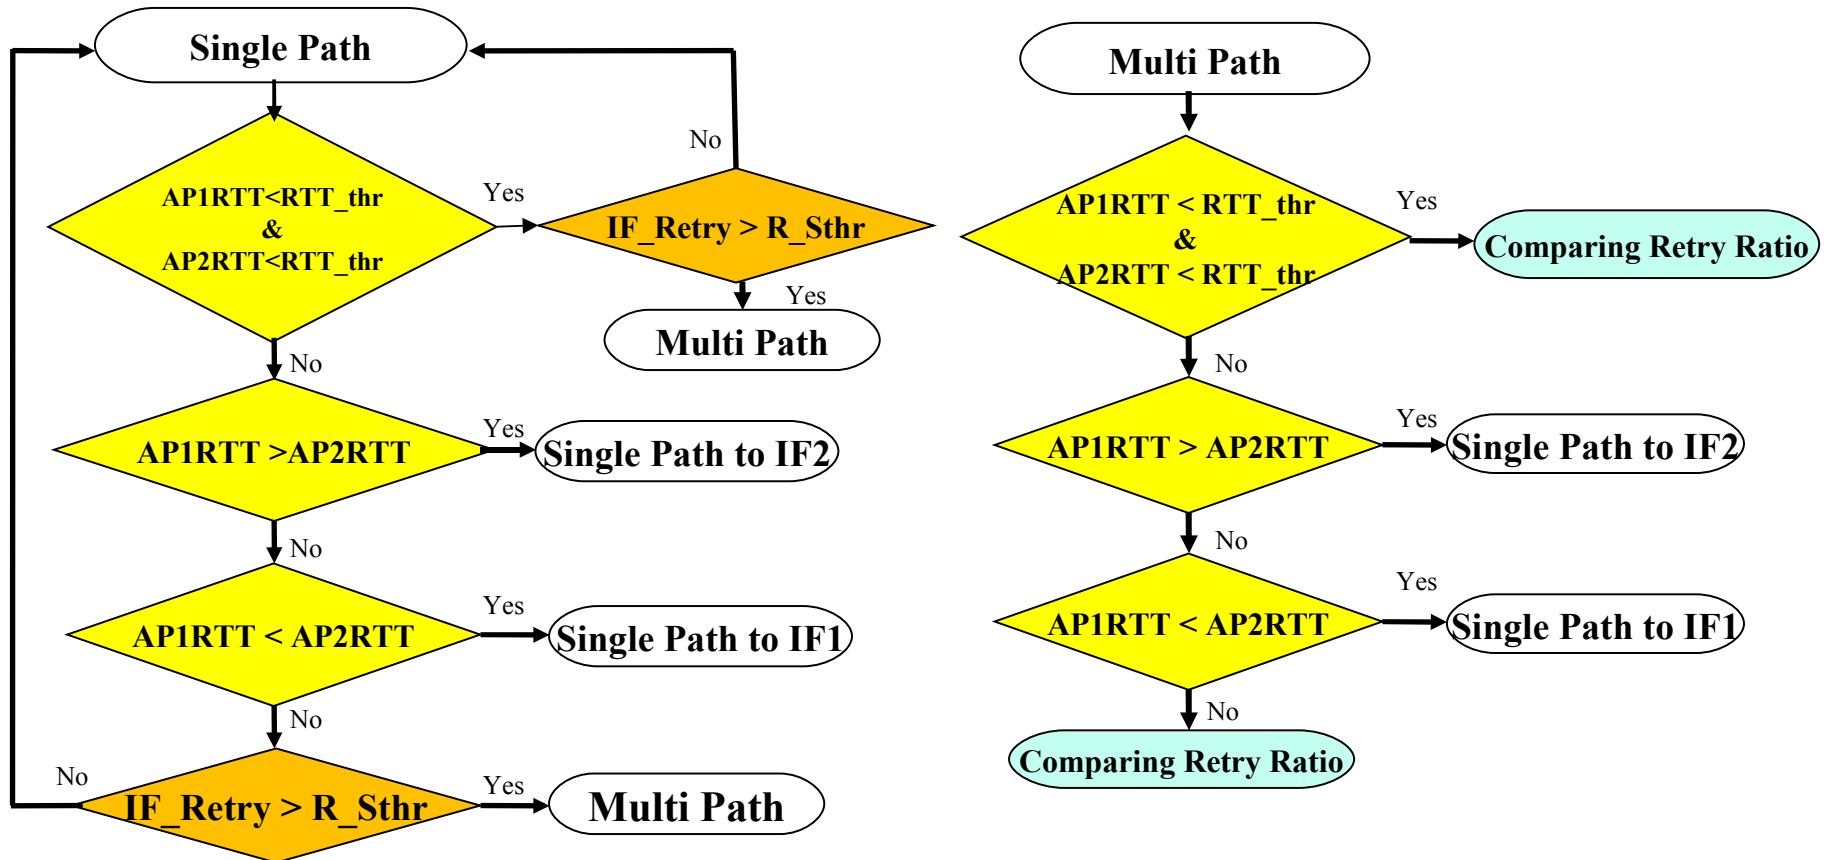 Single Path
AP1RTT<RTT_thr
&
AP2RTT<RTT_thr
Yes
No
IF_Retry > R_Sthr
Yes
Multi Path
No
AP1RTT >AP2RTT
Yes
Single Path to IF2
No
AP1RTT < AP2RTT
Yes
Single Path to IF1
No
IF_Retry > R_Sthr
No
Yes
Multi Path
Multi Path
AP1RTT < RTT_thr
&
AP2RTT < RTT_thr
Yes
Comparing Retry Ratio
No
AP1RTT > AP2RTT
Yes
Single Path to IF2
No
AP1RTT < AP2RTT
Yes
Single Path to IF1
No
Comparing Retry Ratio